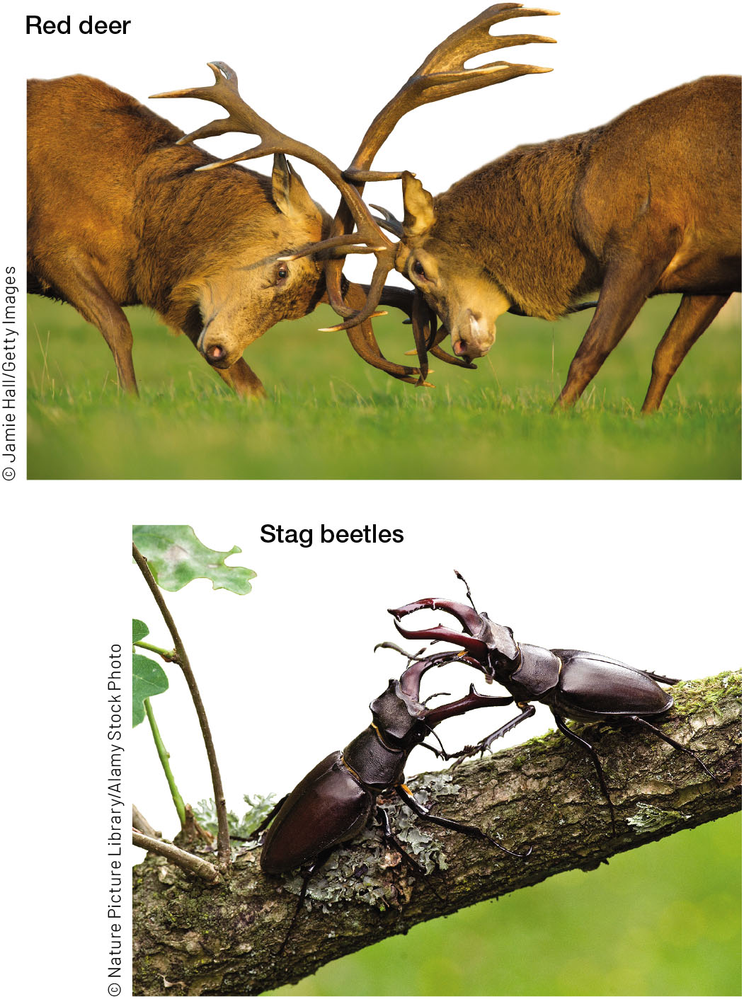 Red deer
© Jamie Hall/Getty Images
Stag beetles
© Nature Picture Library/Alamy Stock Photo